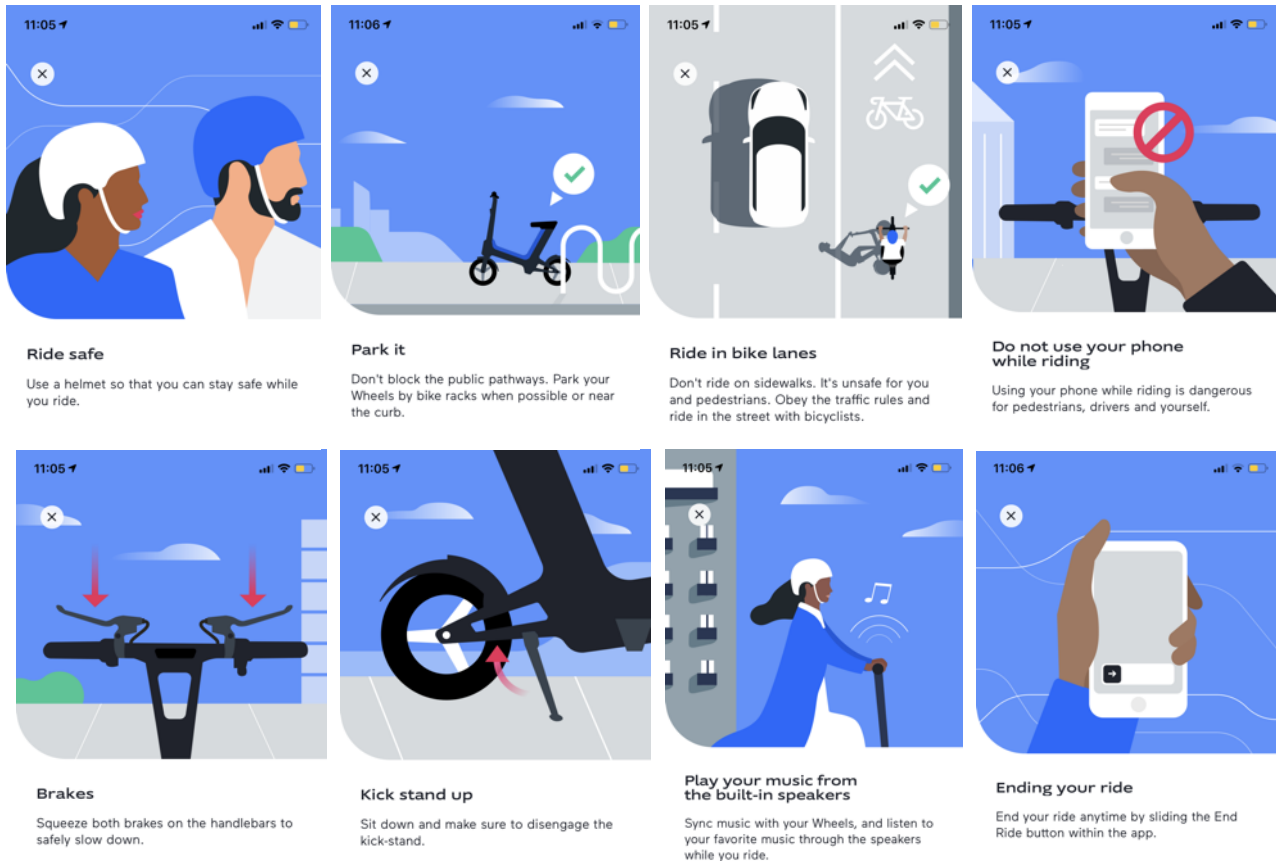 11:05
Ride safe
Use a helmet so that you can stay safe while
you ride.
11:06
Park it
Don't block the public pathways. Park your
Wheels by bike racks when possible or near
the curb.
11:05
Ride in bike lanes
Don't ride on sidewalks. It's unsafe for you
and pedestrians. Obey the traffic rules and
ride in the street with bicyclists.
11:05
Do not use your phone
while riding
Using your phone while riding is dangerous
for pedestrians, drivers and yourself.
11:05
Brakes
Squeeze both brakes on the handlebars to
safely slow down.
11:05
Kick stand up
Sit down and make sure to disengage the
kick-stand.
11:05
Play your music from
the built-in speakers
Sync music with your Wheels, and listen to
your favorite music through the speakers
while you ride.
11:06
Ending your ride
End your ride anytime by sliding the End
Ride button within the app.